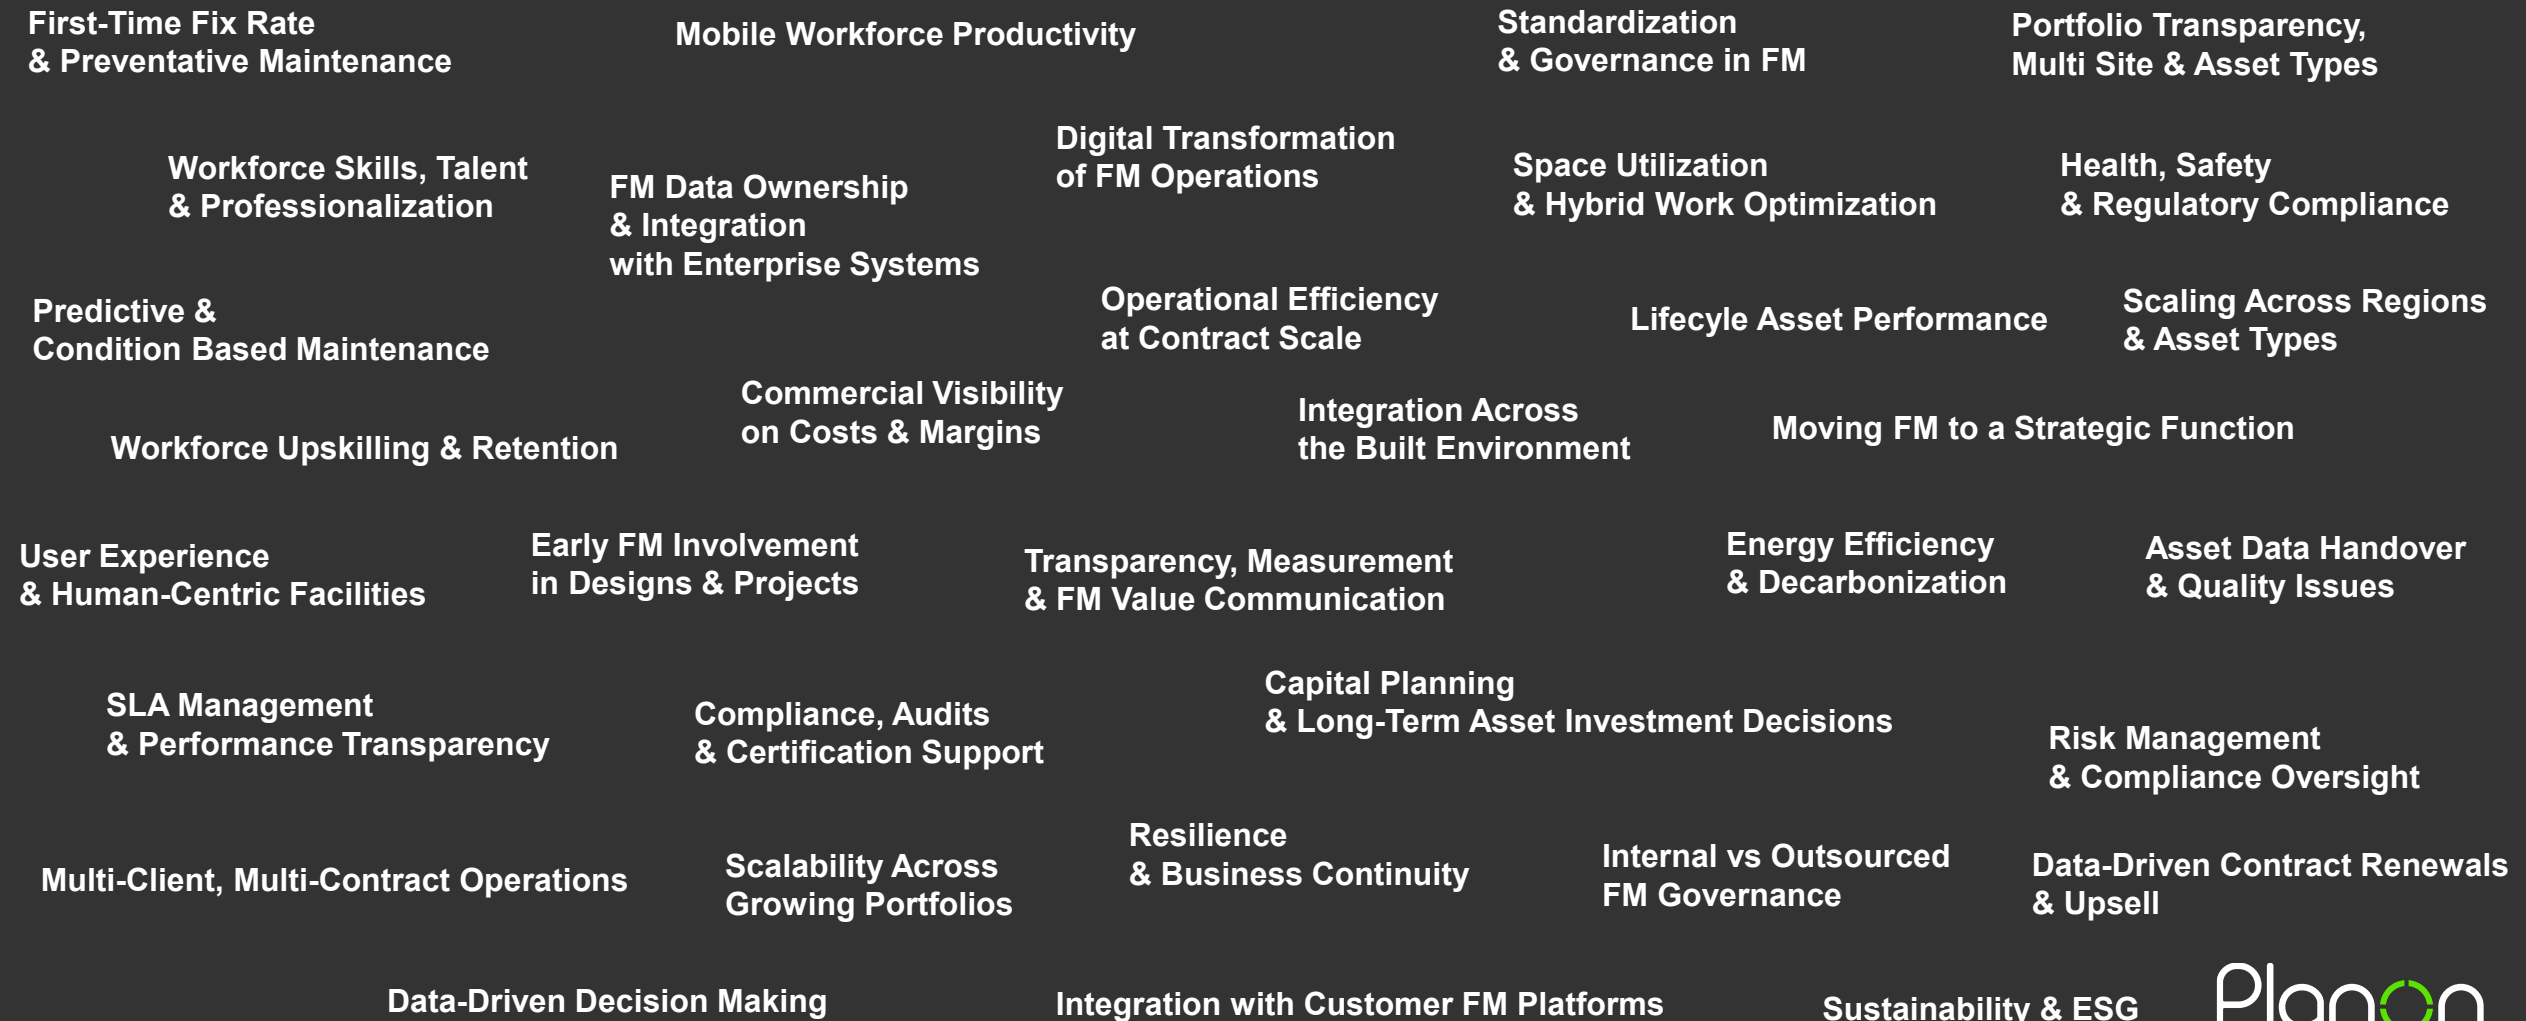 First-Time Fix Rate
& Preventative Maintenance
Mobile Workforce Productivity
Standardization
& Governance in FM
Portfolio Transparency,
Multi Site & Asset Types
Workforce Skills, Talent
& Professionalization
FM Data Ownership
& Integration
with Enterprise Systems
Digital Transformation
of FM Operations
Space Utilization
& Hybrid Work Optimization
Health, Safety
& Regulatory Compliance
Predictive &
Condition Based Maintenance
Operational Efficiency
at Contract Scale
Lifecyle Asset Performance
Scaling Across Regions
& Asset Types
Workforce Upskilling & Retention
Commercial Visibility
on Costs & Margins
Integration Across
the Built Environment
Moving FM to a Strategic Function
User Experience
& Human-Centric Facilities
Early FM Involvement
in Designs & Projects
Transparency, Measurement
& FM Value Communication
Energy Efficiency
& Decarbonization
Asset Data Handover
& Quality Issues
SLA Management
& Performance Transparency
Compliance, Audits
& Certification Support
Capital Planning
& Long-Term Asset Investment Decisions
Risk Management
& Compliance Oversight
Multi-Client, Multi-Contract Operations
Scalability Across
Growing Portfolios
Resilience
& Business Continuity
Internal vs Outsourced
FM Governance
Data-Driven Contract Renewals
& Upsell
Data-Driven Decision Making
Integration with Customer FM Platforms
Sustainability & ESG
Planon